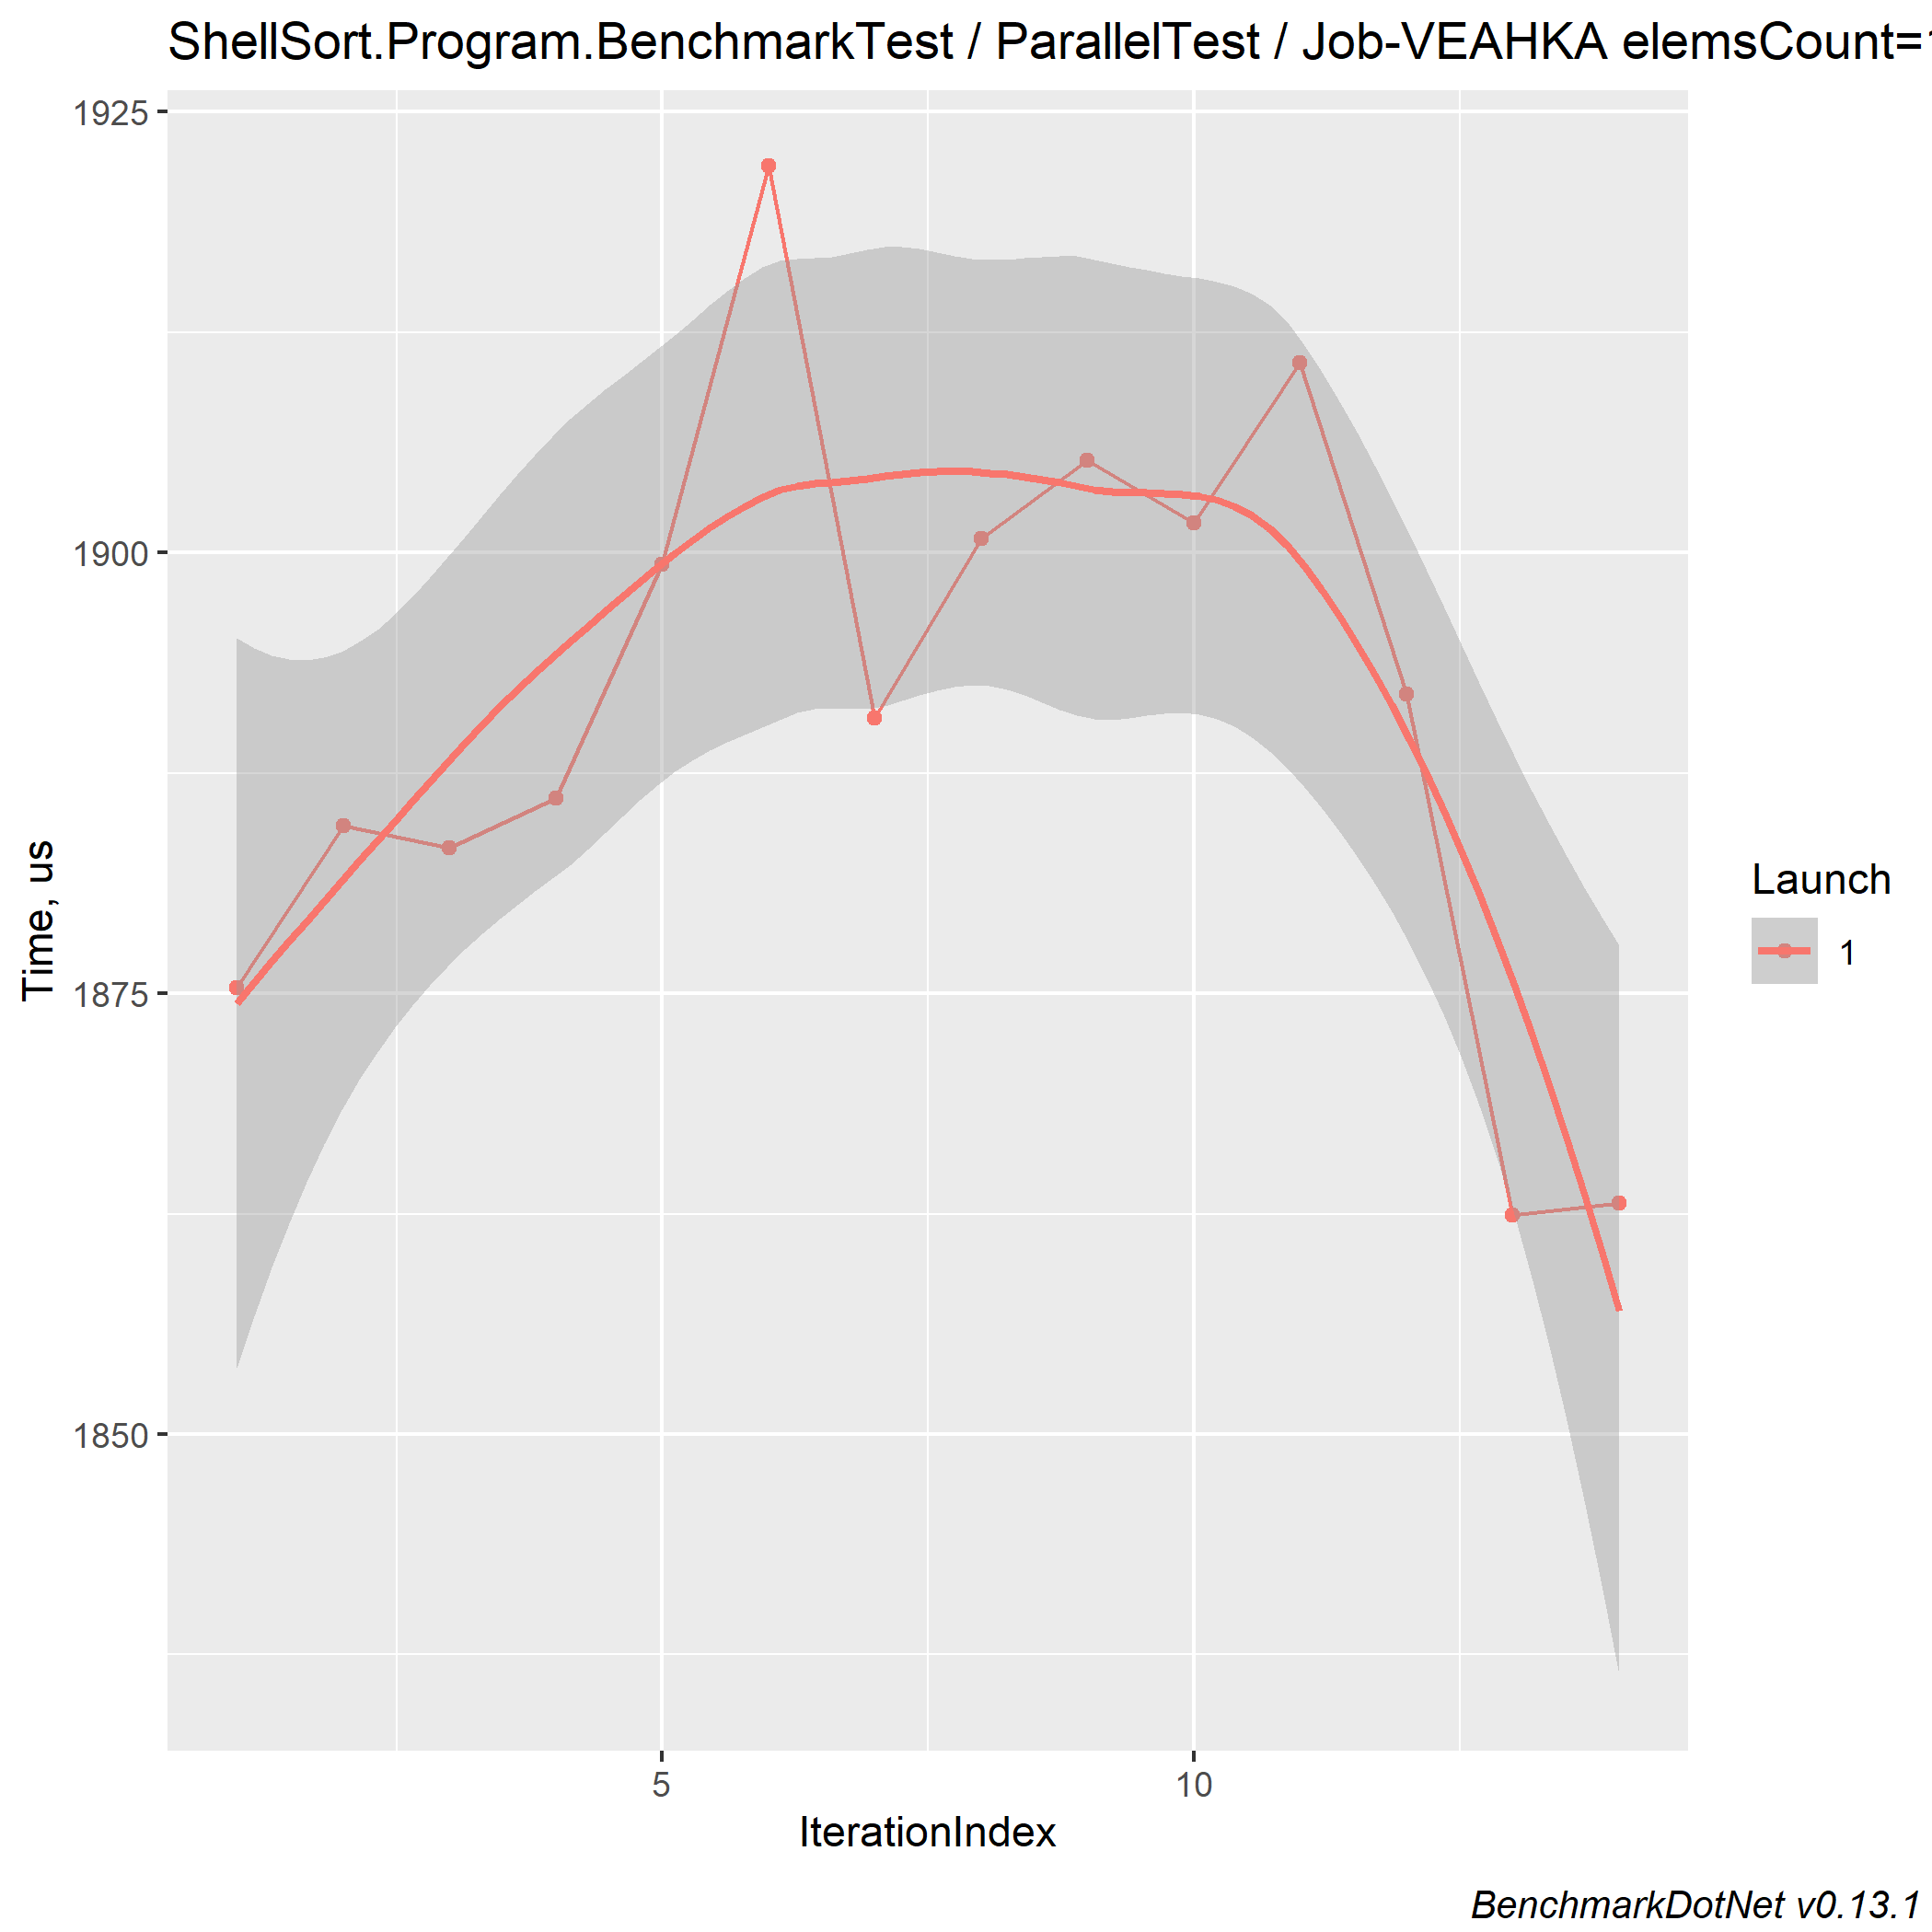 ShellSort.Program.BenchmarkTest / ParallelTest / Job-VEAHKA elemsCount=
1925
1900
1875
1850
Time, us
5
10
IterationIndex
Launch
1
BenchmarkDotNet v0.13.1